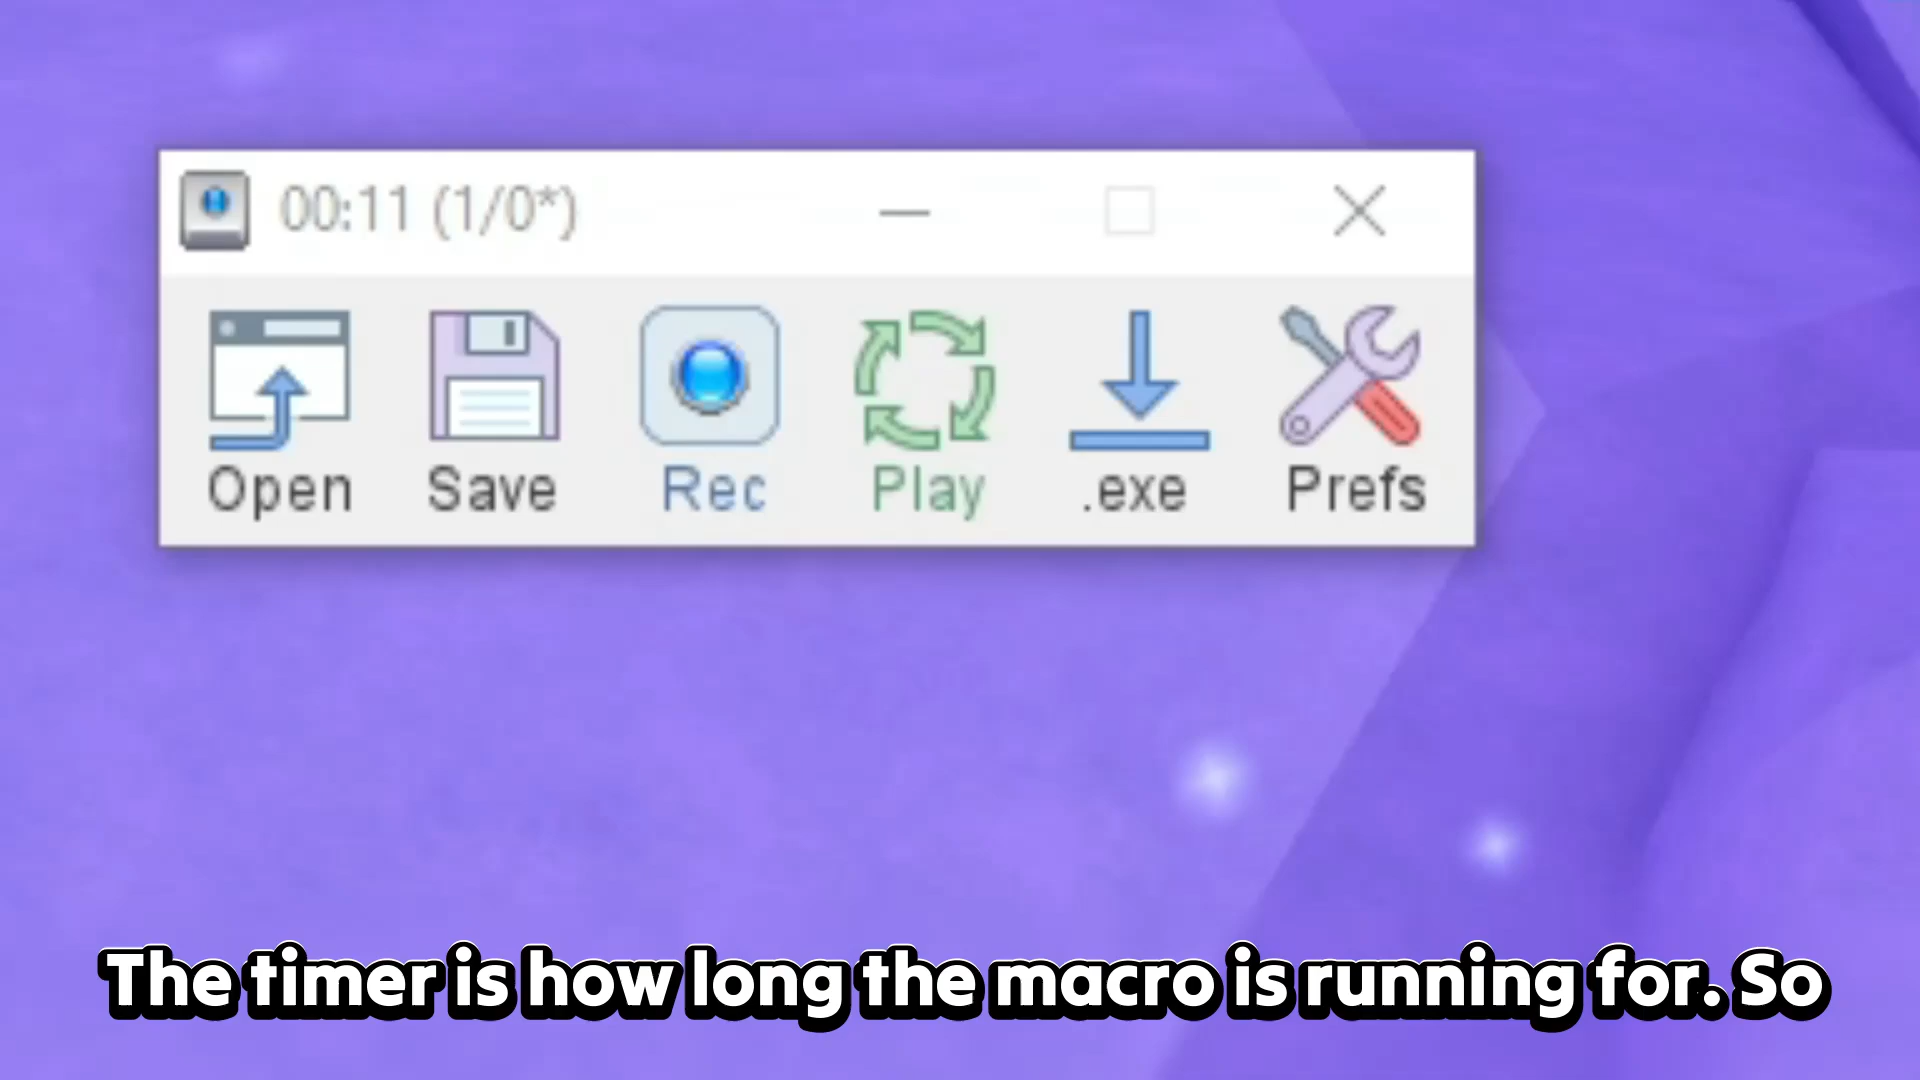 00:11 (1/0*)
Open Save Rec Play .exe Prefs
The timer is how long the macro is running for. So